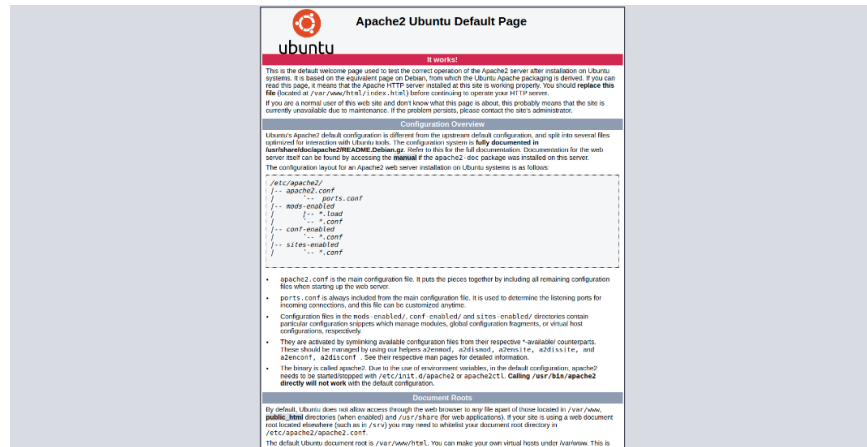 ubuntu
Apache2 Ubuntu Default Page
It works!
This is the default welcome page used to test the correct operation of the Apache2 server after installation on Ubuntu
systems. It is based on the equivalent page on Debian, from which the Ubuntu Apache packaging is derived. If you can
read this page, it means that the Apache HTTP server installed at this site is working properly. You should replace this
file (located at /var/www/html/index.html) before continuing to operate your HTTP server.
If you are a normal user of this web site and don't know what this page is about, this probably means that the site is
currently unavailable due to maintenance. If the problem persists, please contact the site's administrator.
Configuration Overview
Ubuntu's Apache2 default configuration is different from the upstream default configuration, and split into several files
optimized for interaction with Ubuntu tools. The configuration system is fully documented in
/usr/share/doc/apache2/README.Debian.gz. Refer to this for the full documentation. Documentation for the web
server itself can be found by accessing the manual if the apache2-doc package was installed on this server.
The configuration layout for an Apache2 web server installation on Ubuntu systems is as follows:
/etc/apache2/
|-- apache2.conf
|       `--  ports.conf
|-- mods-enabled
|       |-- *.load
|       `-- *.conf
|-- conf-enabled
|       `-- *.conf
|-- sites-enabled
|       `-- *.conf
• apache2.conf is the main configuration file. It puts the pieces together by including all remaining configuration
files when starting up the web server.
• ports.conf is always included from the main configuration file. It is used to determine the listening ports for
incoming connections, and this file can be customized anytime.
• Configuration files in the mods-enabled/, conf-enabled/ and sites-enabled/ directories contain
particular configuration snippets which manage modules, global configuration fragments, or virtual host
configurations, respectively.
• They are activated by symlinking available configuration files from their respective *-available/ counterparts.
These should be managed by using our helpers a2enmod, a2dismod, a2ensite, a2dissite, and
a2enconf, a2disconf . See their respective man pages for detailed information.
• The binary is called apache2. Due to the use of environment variables, in the default configuration, apache2
needs to be started/stopped with /etc/init.d/apache2 or apache2ctl. Calling /usr/bin/apache2
directly will not work with the default configuration.
Document Roots
By default, Ubuntu does not allow access through the web browser to any file apart of those located in /var/www,
public_html directories (when enabled) and /usr/share (for web applications). If your site is using a web document
root located elsewhere (such as in /srv) you may need to whitelist your document root directory in
/etc/apache2/apache2.conf.
The default Ubuntu document root is /var/www/html. You can make your own virtual hosts under /var/www. This is